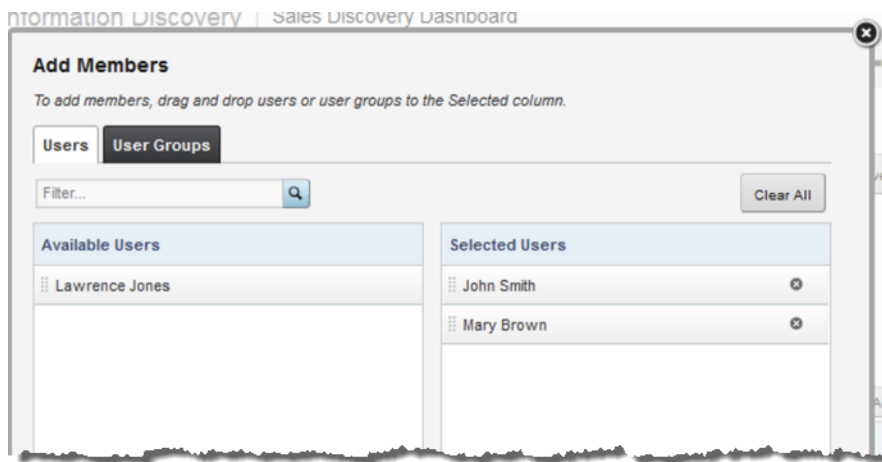 nformation Discovery | Sales Discovery Dashboard
Add Members
To add members, drag and drop users or user groups to the Selected column.
Users User Groups
Filter...
Clear All
Available Users
Selected Users
Lawrence Jones
John Smith
Mary Brown